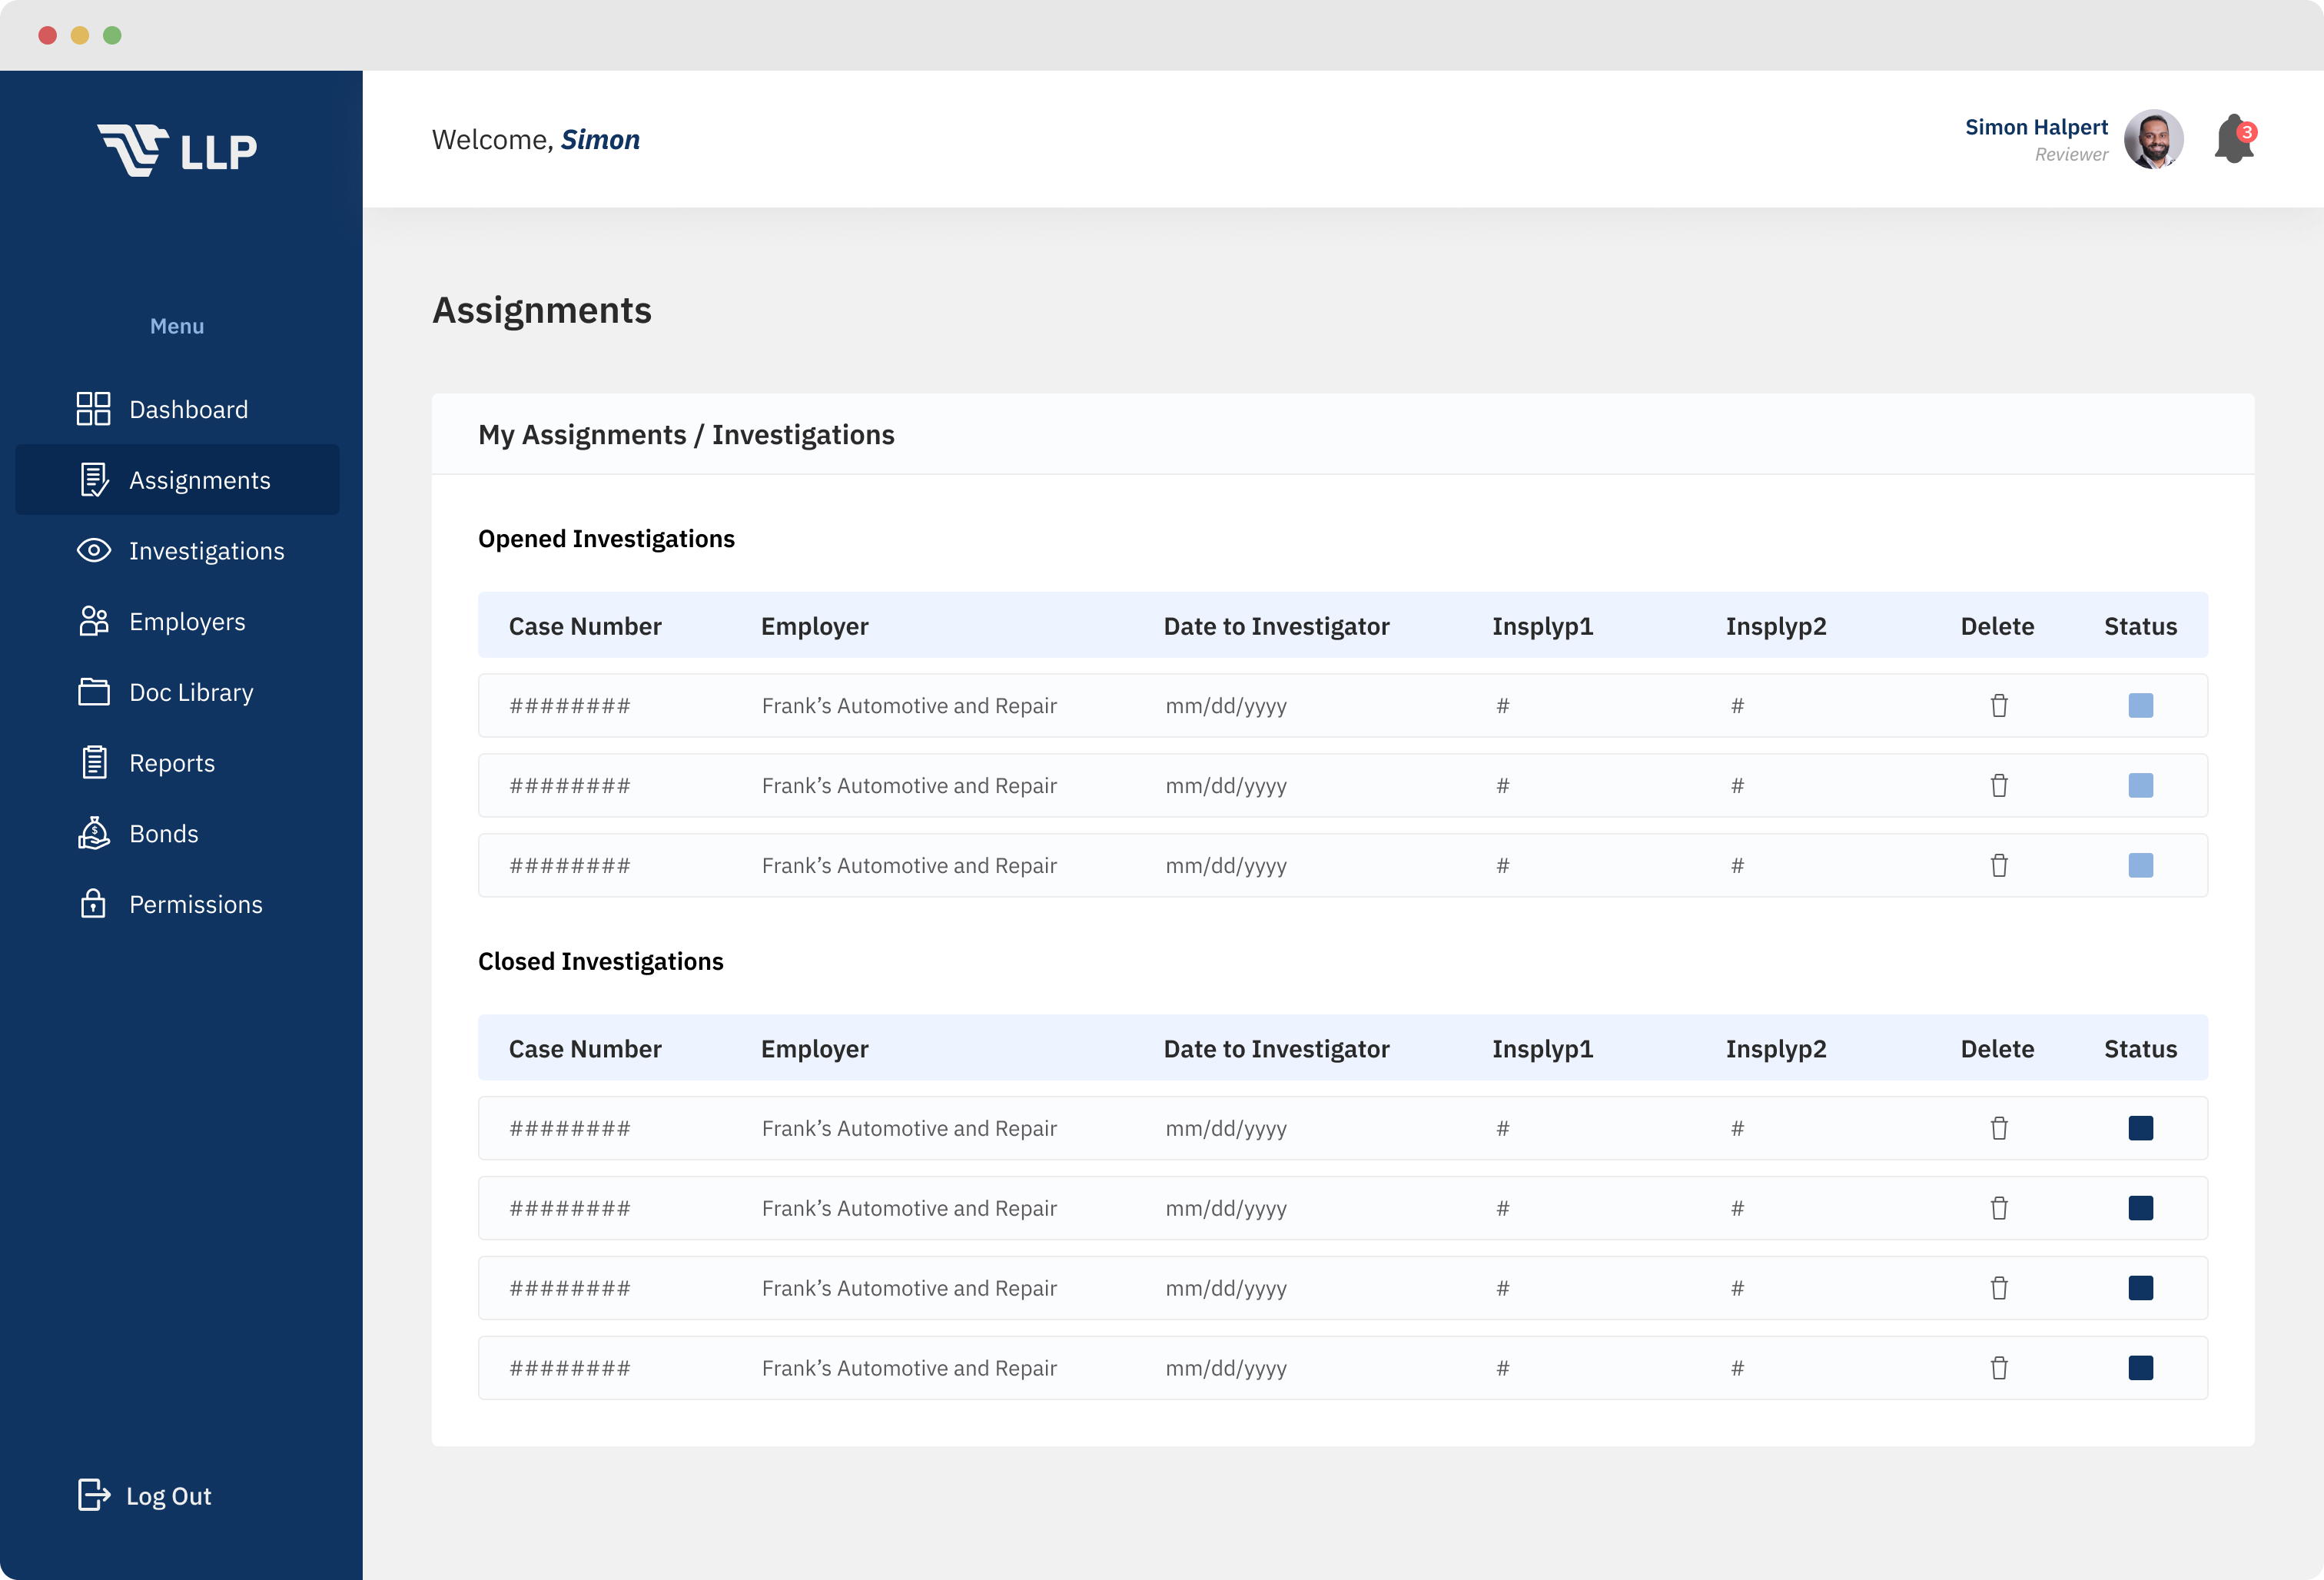 LLP
Welcome, Simon
Simon Halpert
Reviewer
3
Menu
Dashboard
Assignments
Investigations
Employers
Doc Library
Reports
$
Bonds
Permissions
Log Out
Assignments
My Assignments / Investigations
Opened Investigations
Case Number Employer Date to Investigator Insplyp1 Insplyp2 Delete Status
######## Frank’s Automotive and Repair mm/dd/yyyy # #
######## Frank’s Automotive and Repair mm/dd/yyyy # #
######## Frank’s Automotive and Repair mm/dd/yyyy # #
Closed Investigations
Case Number Employer Date to Investigator Insplyp1 Insplyp2 Delete Status
######## Frank’s Automotive and Repair mm/dd/yyyy # #
######## Frank’s Automotive and Repair mm/dd/yyyy # #
######## Frank’s Automotive and Repair mm/dd/yyyy # #
######## Frank’s Automotive and Repair mm/dd/yyyy # #